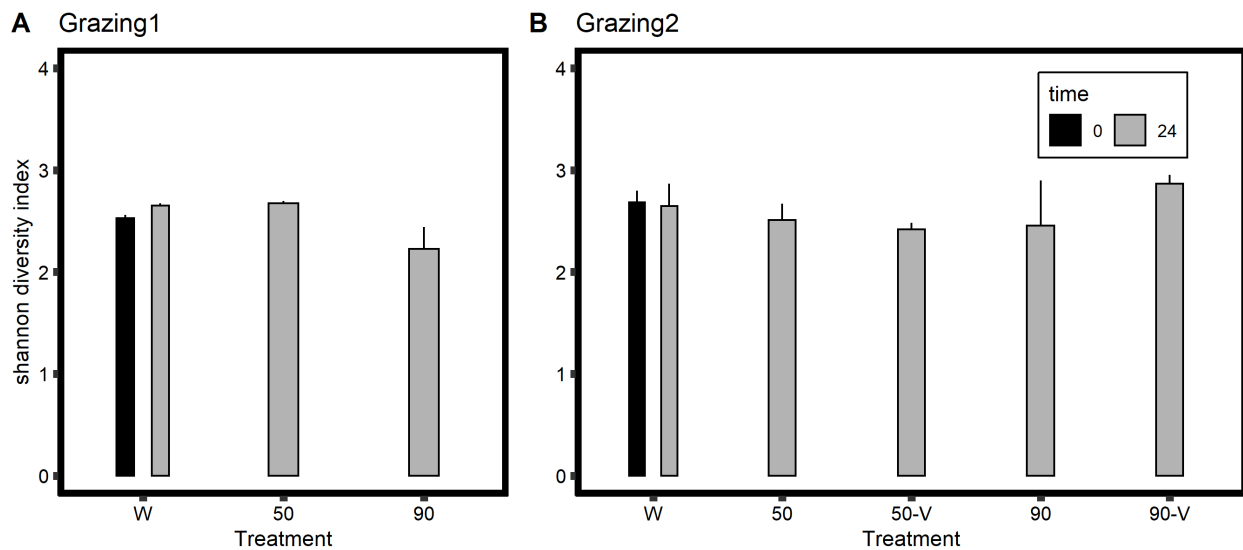 A Grazing1
4
3
2
1
0
shannon diversity index
W 50 90
Treatment
B Grazing2
4
3
2
1
0
time
0 24
W 50 50-V 90 90-V
Treatment